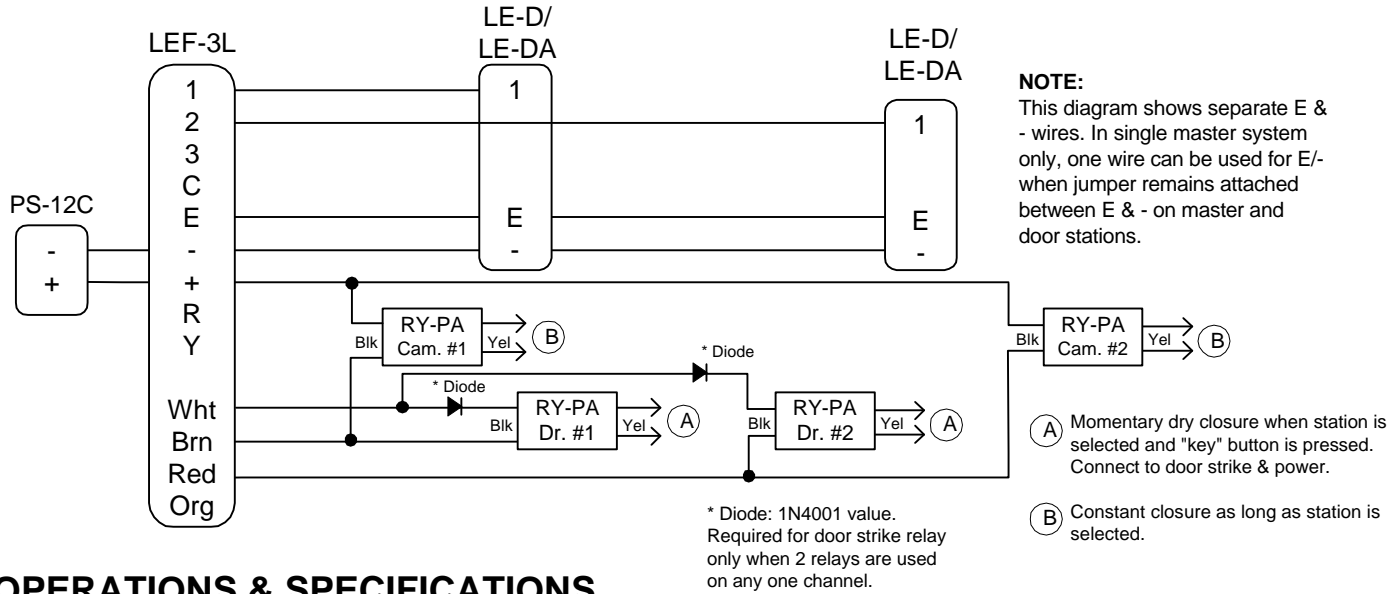 LEF-3L
LE-D/
LE-DA
LE-D/
LE-DA
1
2
3
C
E
-
+
R
Y
Wht
Brn
Red
Org
1
E
-
1
E
-
PS-12C
-
+
NOTE:
This diagram shows separate E &
- wires. In single master system
only, one wire can be used for E/-
when jumper remains attached
between E & - on master and
door stations.
Blk
RY-PA
Cam. #1
Yel
B
Blk
RY-PA
Cam. #2
Yel
B
* Diode
* Diode
Blk
RY-PA
Dr. #1
Yel
A
Blk
RY-PA
Dr. #2
Yel
A
A Momentary dry closure when station is
selected and "key" button is pressed.
Connect to door strike & power.
B Constant closure as long as station is
selected.
* Diode: 1N4001 value.
Required for door strike relay
only when 2 relays are used
on any one channel.
OPERATIONS & SPECIFICATIONS